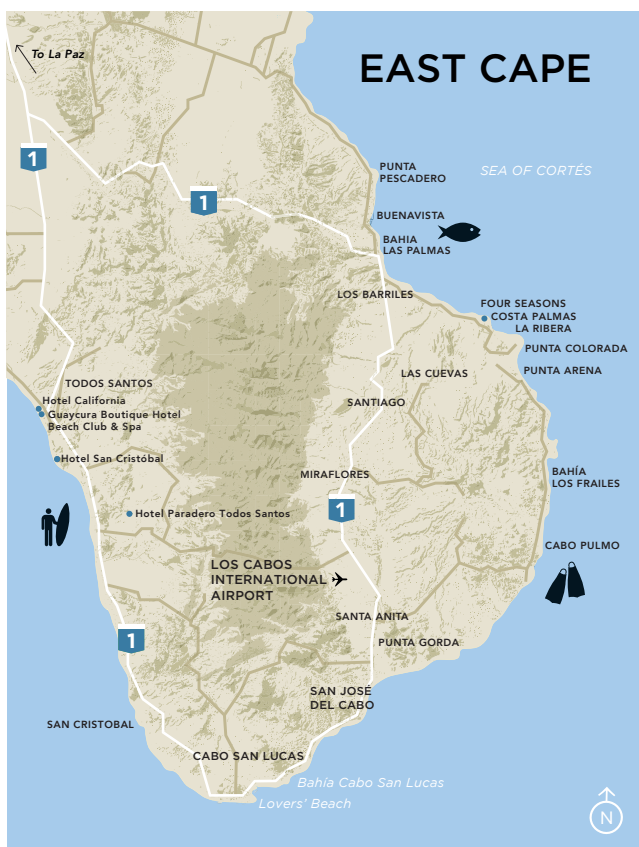 To La Paz
EAST CAPE
1
1
PUNTA
PESCADERO
SEA OF CORTÉS
BUENAVISTA
BAHIA
LAS PALMAS
LOS BARRILES
FOUR SEASONS
COSTA PALMAS
LA RIBERA
PUNTA COLORADA
PUNTA ARENA
LAS CUEVAS
TODOS SANTOS
Hotel California
Guaycura Boutique Hotel
Beach Club & Spa
SANTIAGO
Hotel San Cristóbal
MIRAFLORES
BAHÍA
LOS FRAILES
1
Hotel Paradero Todos Santos
CABO PULMO
LOS CABOS
INTERNATIONAL
AIRPORT
SANTA ANITA
1
PUNTA GORDA
SAN JOSÉ
DEL CABO
SAN CRISTOBAL
CABO SAN LUCAS
Bahía Cabo San Lucas
Lovers' Beach
N